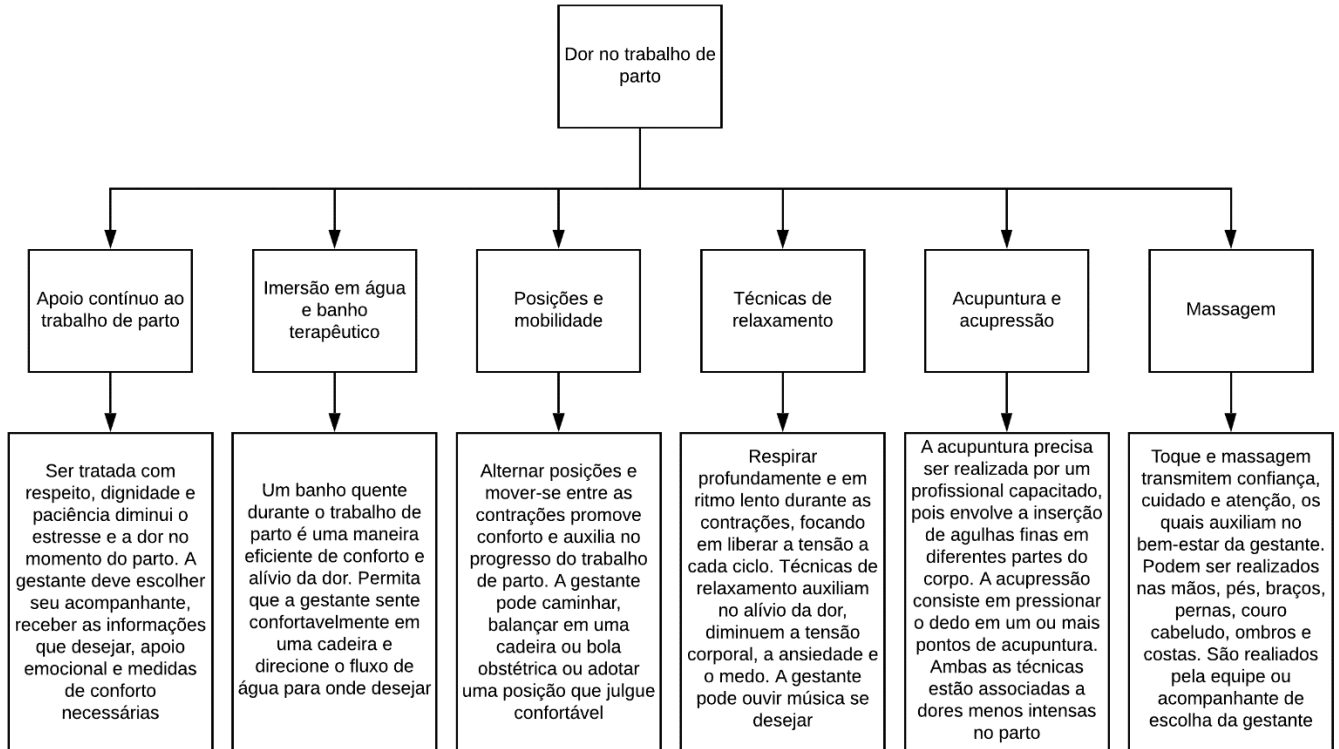 Dor no trabalho de
parto
Apoio contínuo ao
trabalho de parto
Imersão em água
e banho
terapêutico
Posições e
mobilidade
Técnicas de
relaxamento
Acupuntura e
acupressão
Massagem
Ser tratada com
respeito, dignidade e
paciência diminui o
estresse e a dor no
momento do parto. A
gestante deve escolher
seu acompanhante,
receber as informações
que desejar, apoio
emocional e medidas
de conforto
necessárias
Um banho quente
durante o trabalho de
parto é uma maneira
eficiente de conforto e
alívio da dor. Permita
que a gestante sente
confortavelmente em
uma cadeira e
direcione o fluxo de
água para onde desejar
Alternar posições e
mover-se entre as
contrações promove
conforto e auxilia no
progresso do trabalho
de parto. A gestante
pode caminhar,
balançar em uma
cadeira ou bola
obstétrica ou adotar
uma posição que julgue
confortável
Respirar
profundamente e em
ritmo lento durante as
contrações, focando
em liberar a tensão a
cada ciclo. Técnicas de
relaxamento auxiliam
no alívio da dor,
diminuem a tensão
corporal, a ansiedade e
o medo. A gestante
pode ouvir música se
desejar
A acupuntura precisa
ser realizada por um
profissional capacitado,
pois envolve a inserção
de agulhas finas em
diferentes partes do
corpo. A acupressão
consiste em pressionar
o dedo em um ou mais
pontos de acupuntura.
Ambas as técnicas
estão associadas a
dores menos intensas
no parto
Toque e massagem
transmitem confiança,
cuidado e atenção, os
quais auxiliam no
bem-estar da gestante.
Podem ser realizados
nas mãos, pés, braços,
pernas, couro
cabeludo, ombros e
costas. São realiados
pela equipe ou
acompanhante de
escolha da gestante